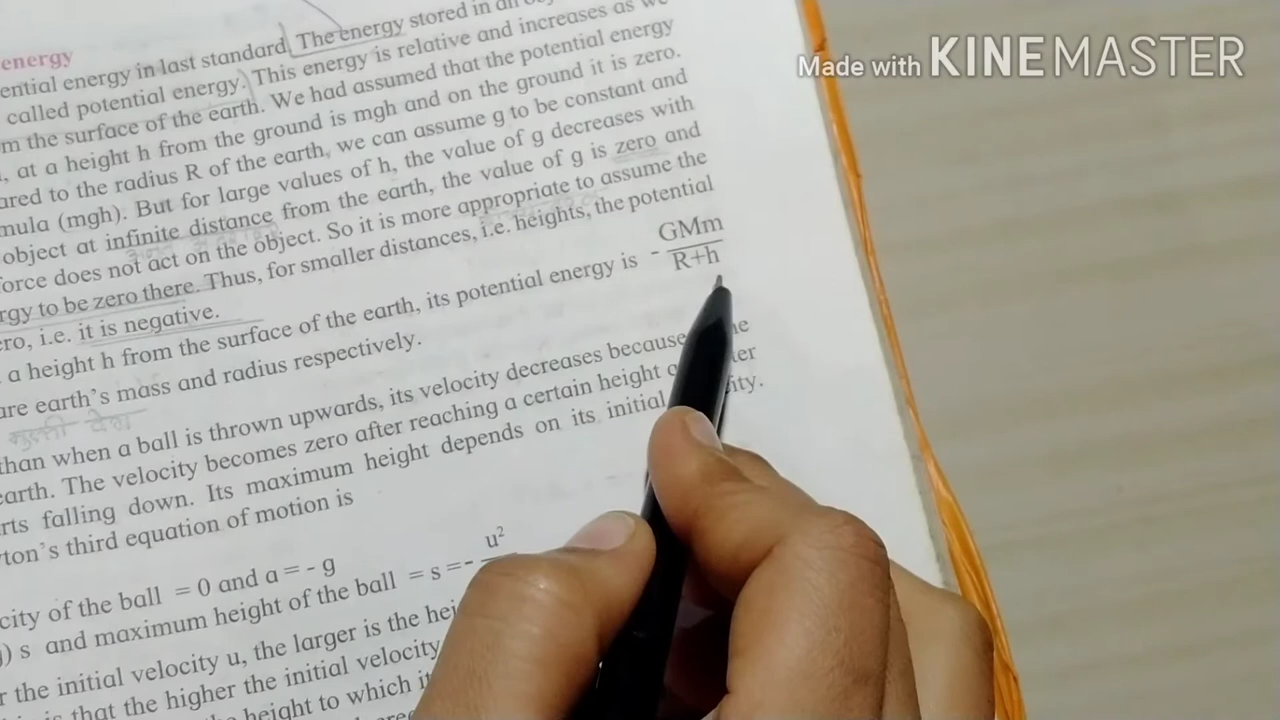 Made with KINEMASTER
energy
ential energy in last standard. The energy stored in an
called potential energy. This energy is relative and increases as we
m the surface of the earth. We had assumed that the potential energy
, at a height h from the ground is mgh and on the ground it is zero.
ared to the radius R of the earth, we can assume g to be constant and
mula (mgh). But for large values of h, the value of g decreases with
object at infinite distance from the earth, the value of g is zero and
force does not act on the object. So it is more appropriate to assume the
rgy to be zero there. Thus, for smaller distances, i.e. heights, the potential
ero, i.e. it is negative.
a height h from the surface of the earth, its potential energy is - GMm / R+h
are earth's mass and radius respectively.
मुक्ती वेग
than when a ball is thrown upwards, its velocity decreases because
earth. The velocity becomes zero after reaching a certain height
rts falling down. Its maximum height depends on its initial
ton's third equation of motion is
city of the ball = 0 and a = - g
) s and maximum height of the ball = s = - u²
r the initial velocity u, the larger is the hei
is that the higher the initial velocity
height to which it